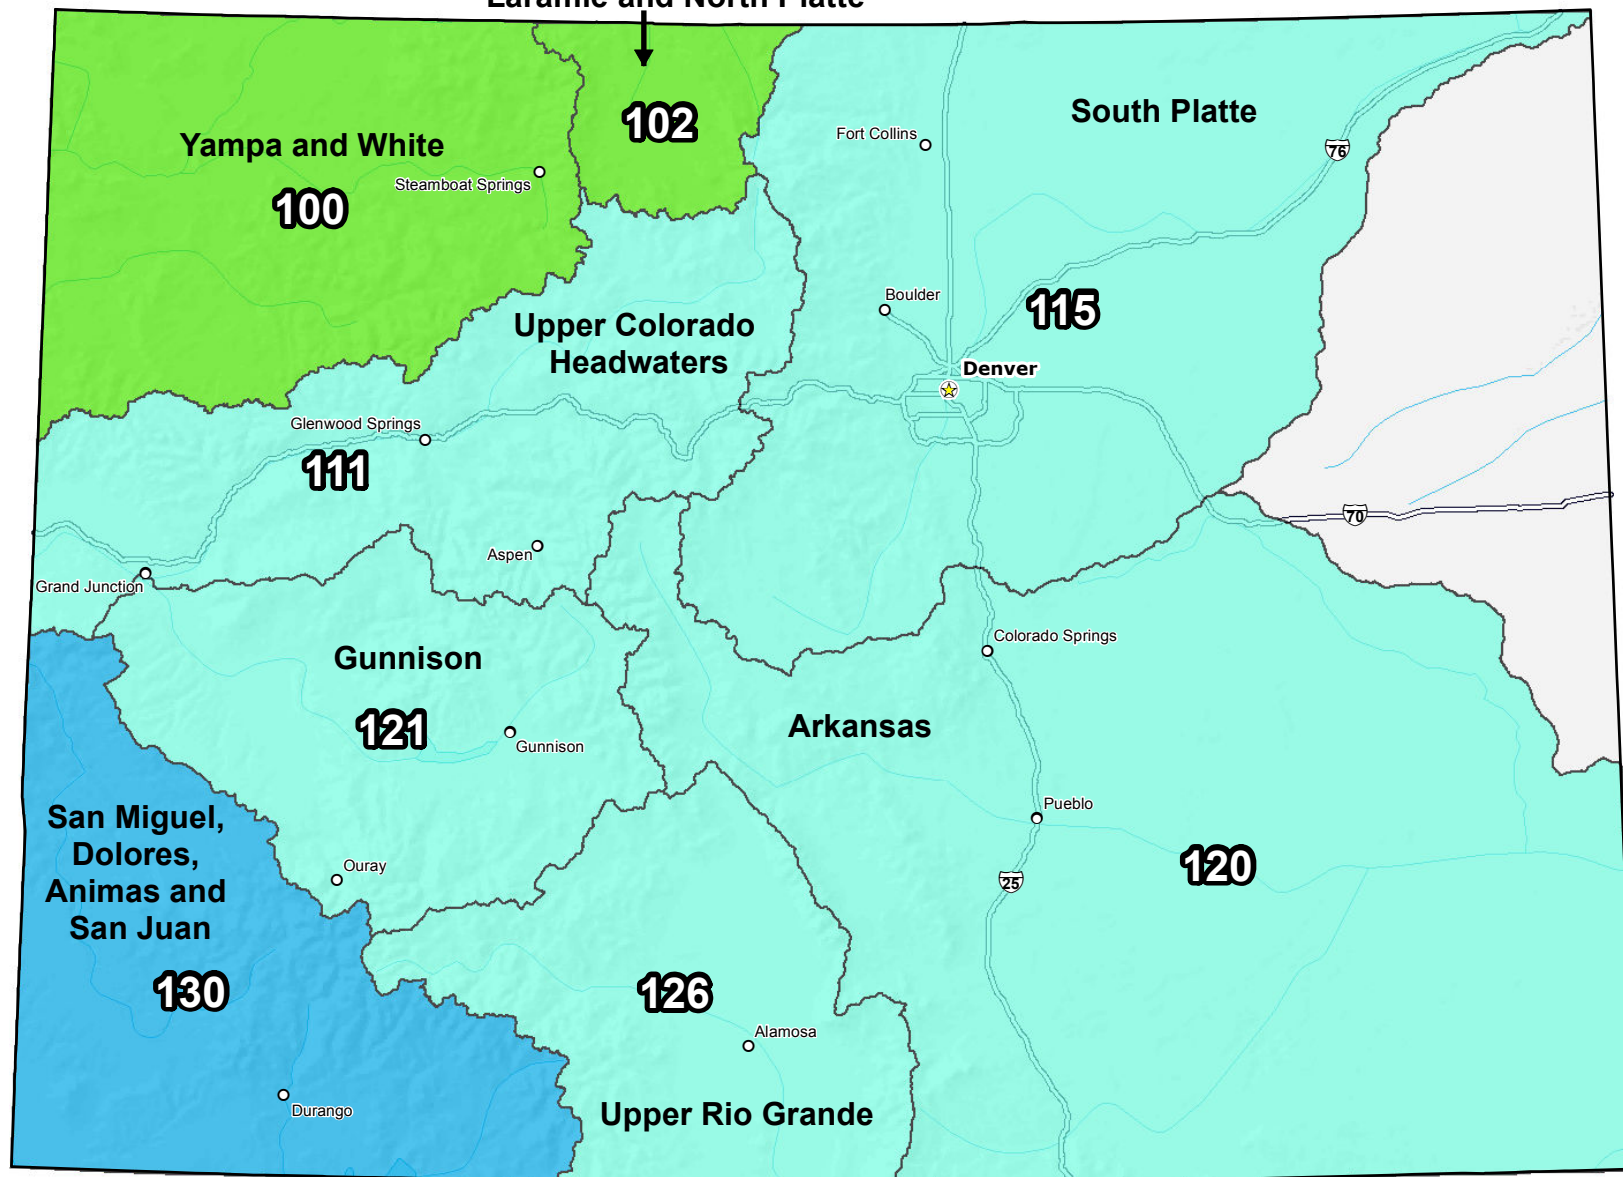 Laramie and North Platte
102
South Platte
Fort Collins
76
Yampa and White
Steamboat Springs
100
Boulder
115
Upper Colorado
Headwaters
Denver
Glenwood Springs
111
70
Aspen
Grand Junction
Colorado Springs
Gunnison
121
Gunnison
Arkansas
Pueblo
San Miguel,
Dolores,
Animas and
San Juan
130
Ouray
120
25
126
Alamosa
Durango
Upper Rio Grande